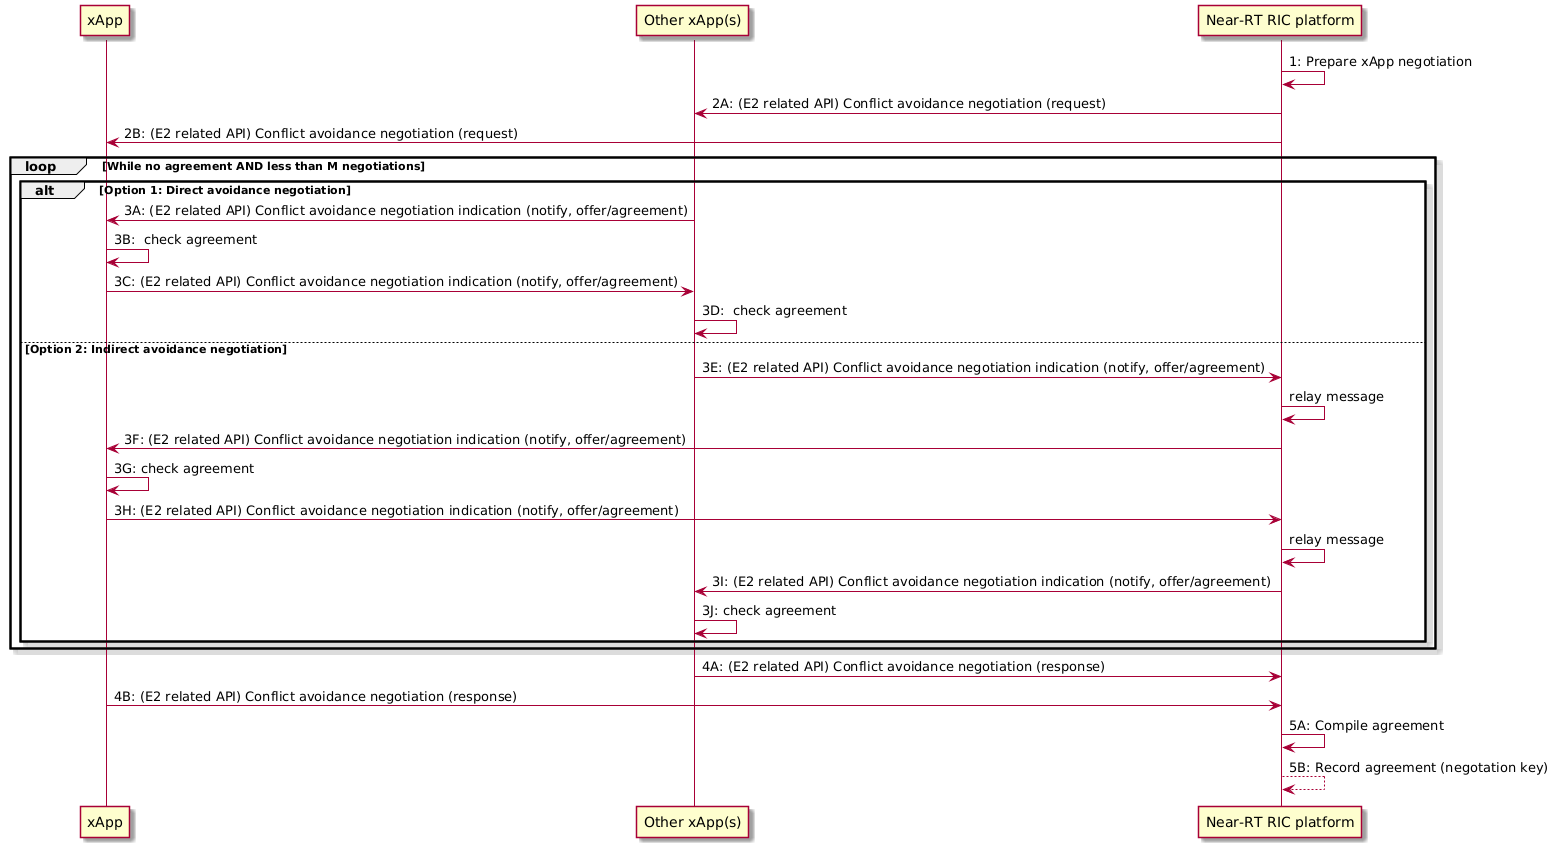 xApp
Other xApp(s)
Near-RT RIC platform
1: Prepare xApp negotiation
2A: (E2 related API) Conflict avoidance negotiation (request)
2B: (E2 related API) Conflict avoidance negotiation (request)
loop [While no agreement AND less than M negotiations]
alt [Option 1: Direct avoidance negotiation]
3A: (E2 related API) Conflict avoidance negotiation indication (notify, offer/agreement)
3B:  check agreement
3C: (E2 related API) Conflict avoidance negotiation indication (notify, offer/agreement)
3D:  check agreement
[Option 2: Indirect avoidance negotiation]
3E: (E2 related API) Conflict avoidance negotiation indication (notify, offer/agreement)
relay message
3F: (E2 related API) Conflict avoidance negotiation indication (notify, offer/agreement)
3G: check agreement
3H: (E2 related API) Conflict avoidance negotiation indication (notify, offer/agreement)
relay message
3I: (E2 related API) Conflict avoidance negotiation indication (notify, offer/agreement)
3J: check agreement
4A: (E2 related API) Conflict avoidance negotiation (response)
4B: (E2 related API) Conflict avoidance negotiation (response)
5A: Compile agreement
5B: Record agreement (negotation key)
xApp
Other xApp(s)
Near-RT RIC platform